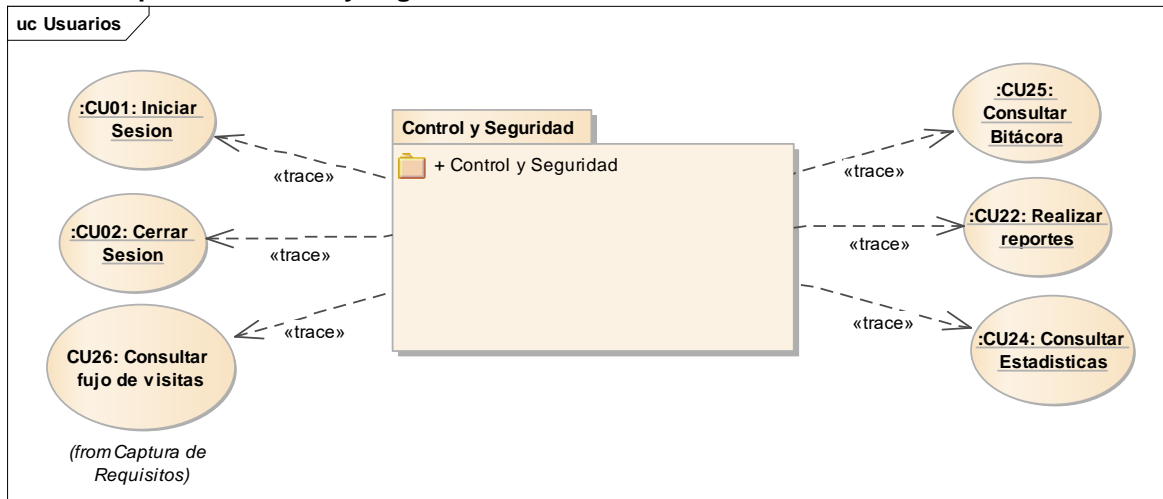 uc Usuarios
:CU01: Iniciar
Sesion
«trace»
:CU02: Cerrar
Sesion
«trace»
CU26: Consultar
fujo de visitas
«trace»
(from Captura de
Requisitos)
Control y Seguridad
+ Control y Seguridad
:CU25:
Consultar
Bitácora
«trace»
:CU22: Realizar
reportes
«trace»
:CU24: Consultar
Estadisticas
«trace»